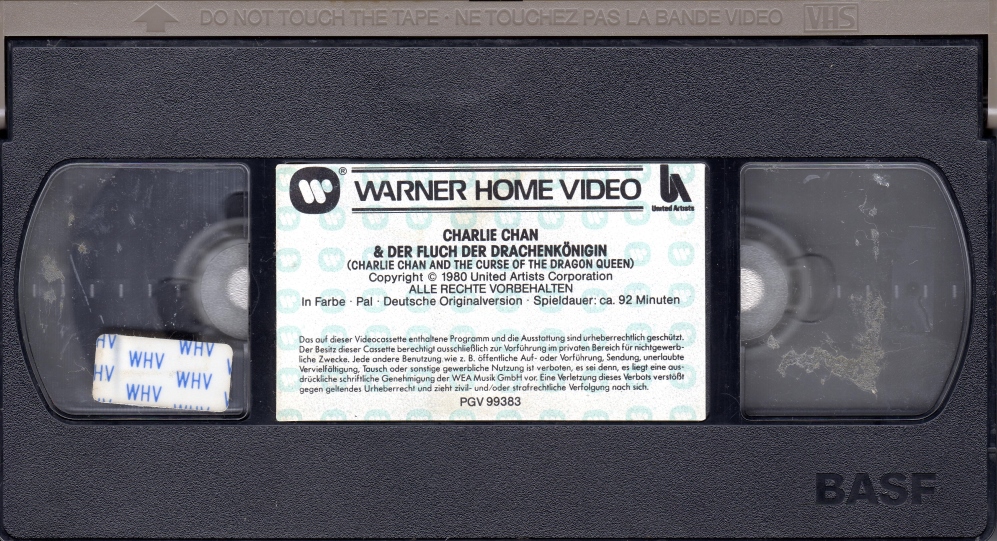 DO NOT TOUCH THE TAPE · NE TOUCHEZ PAS LA BANDE VIDEO VHS
® WARNER HOME VIDEO
United Artists
CHARLIE CHAN
& DER FLUCH DER DRACHENKÖNIGIN
(CHARLIE CHAN AND THE CURSE OF THE DRAGON QUEEN)
Copyright © 1980 United Artists Corporation
ALLE RECHTE VORBEHALTEN
In Farbe · Pal · Deutsche Originalversion · Spieldauer: ca. 92 Minuten
Das auf dieser Videocassette enthaltene Programm und die Ausstattung sind urheberrechtlich geschützt.
Der Besitz dieser Cassette berechtigt ausschließlich zur Vorführung im privaten Bereich für nichtgewerb-
liche Zwecke. Jede andere Benutzung wie z. B. öffentliche Auf- oder Vorführung, Sendung, unerlaubte
Vervielfältigung, Tausch oder sonstige gewerbliche Nutzung ist verboten, es sei denn, es liegt eine aus-
drückliche schriftliche Genehmigung der WEA Musik GmbH vor. Eine Verletzung dieses Verbots verstößt
gegen geltendes Urheberrecht und zieht zivil- und/oder strafrechtliche Verfolgung nach sich.
PGV 99383
HV WHV
WHV
HV WHV
WHV
BASF